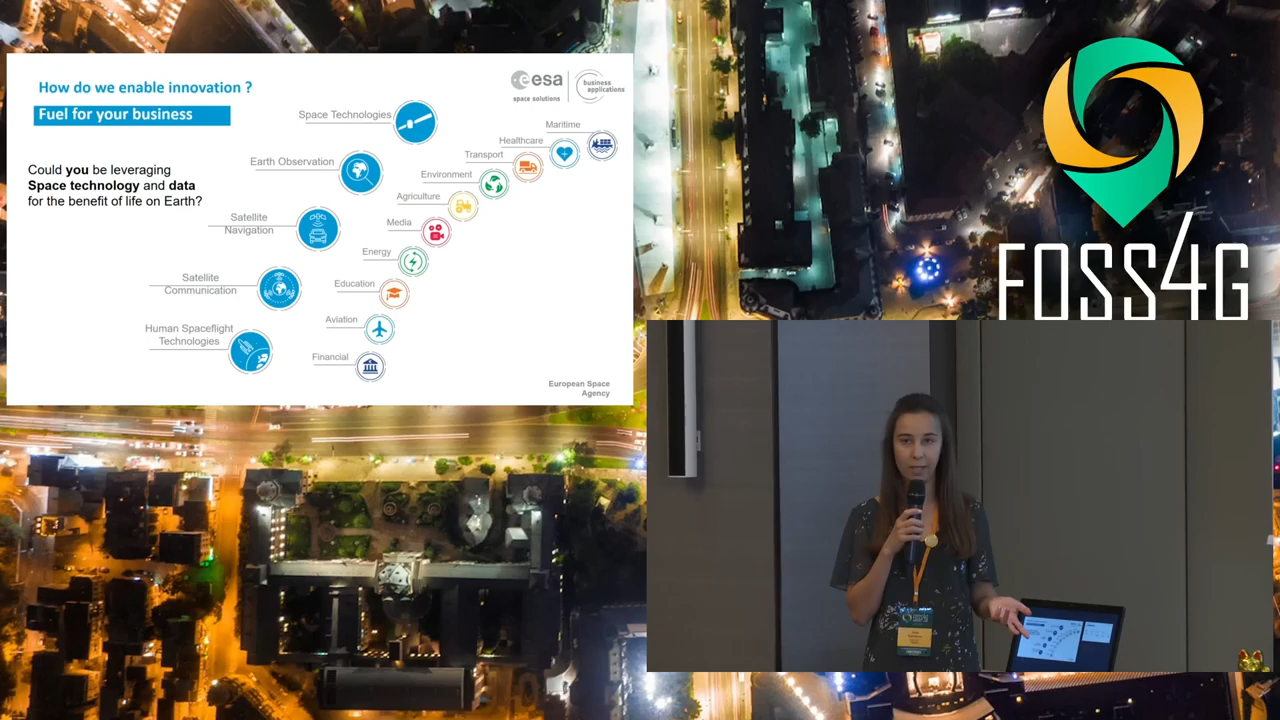 How do we enable innovation ?
Fuel for your business
esa
space solutions
business
applications
Could you be leveraging
Space technology and data
for the benefit of life on Earth?
Space Technologies
Earth Observation
Satellite
Navigation
Satellite
Communication
Human Spaceflight
Technologies
Maritime
Healthcare
Transport
Environment
Agriculture
Media
Energy
Education
Aviation
Financial
European Space
Agency
FOSS4G